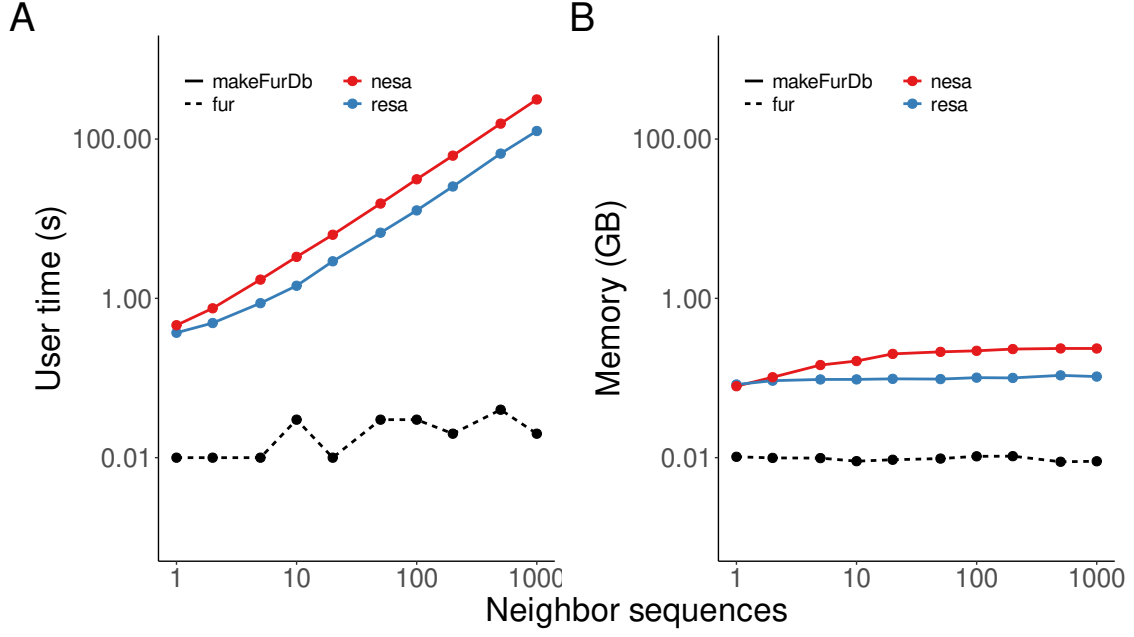 A
B
makeFurDb
fur
nesa
resa
makeFurDb
fur
nesa
resa
User time (s)
100.00
1.00
0.01
Memory (GB)
100.00
1.00
0.01
1 10 100 1000
1 10 100 1000
Neighbor sequences